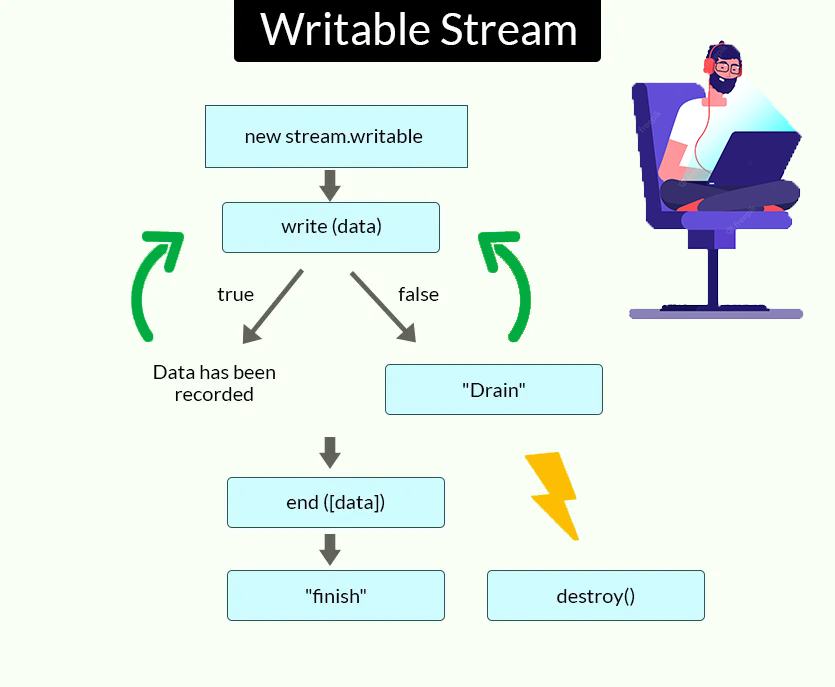 Writable Stream
new stream.writable
write (data)
true
false
Data has been
recorded
"Drain"
end ([data])
"finish"
destroy()